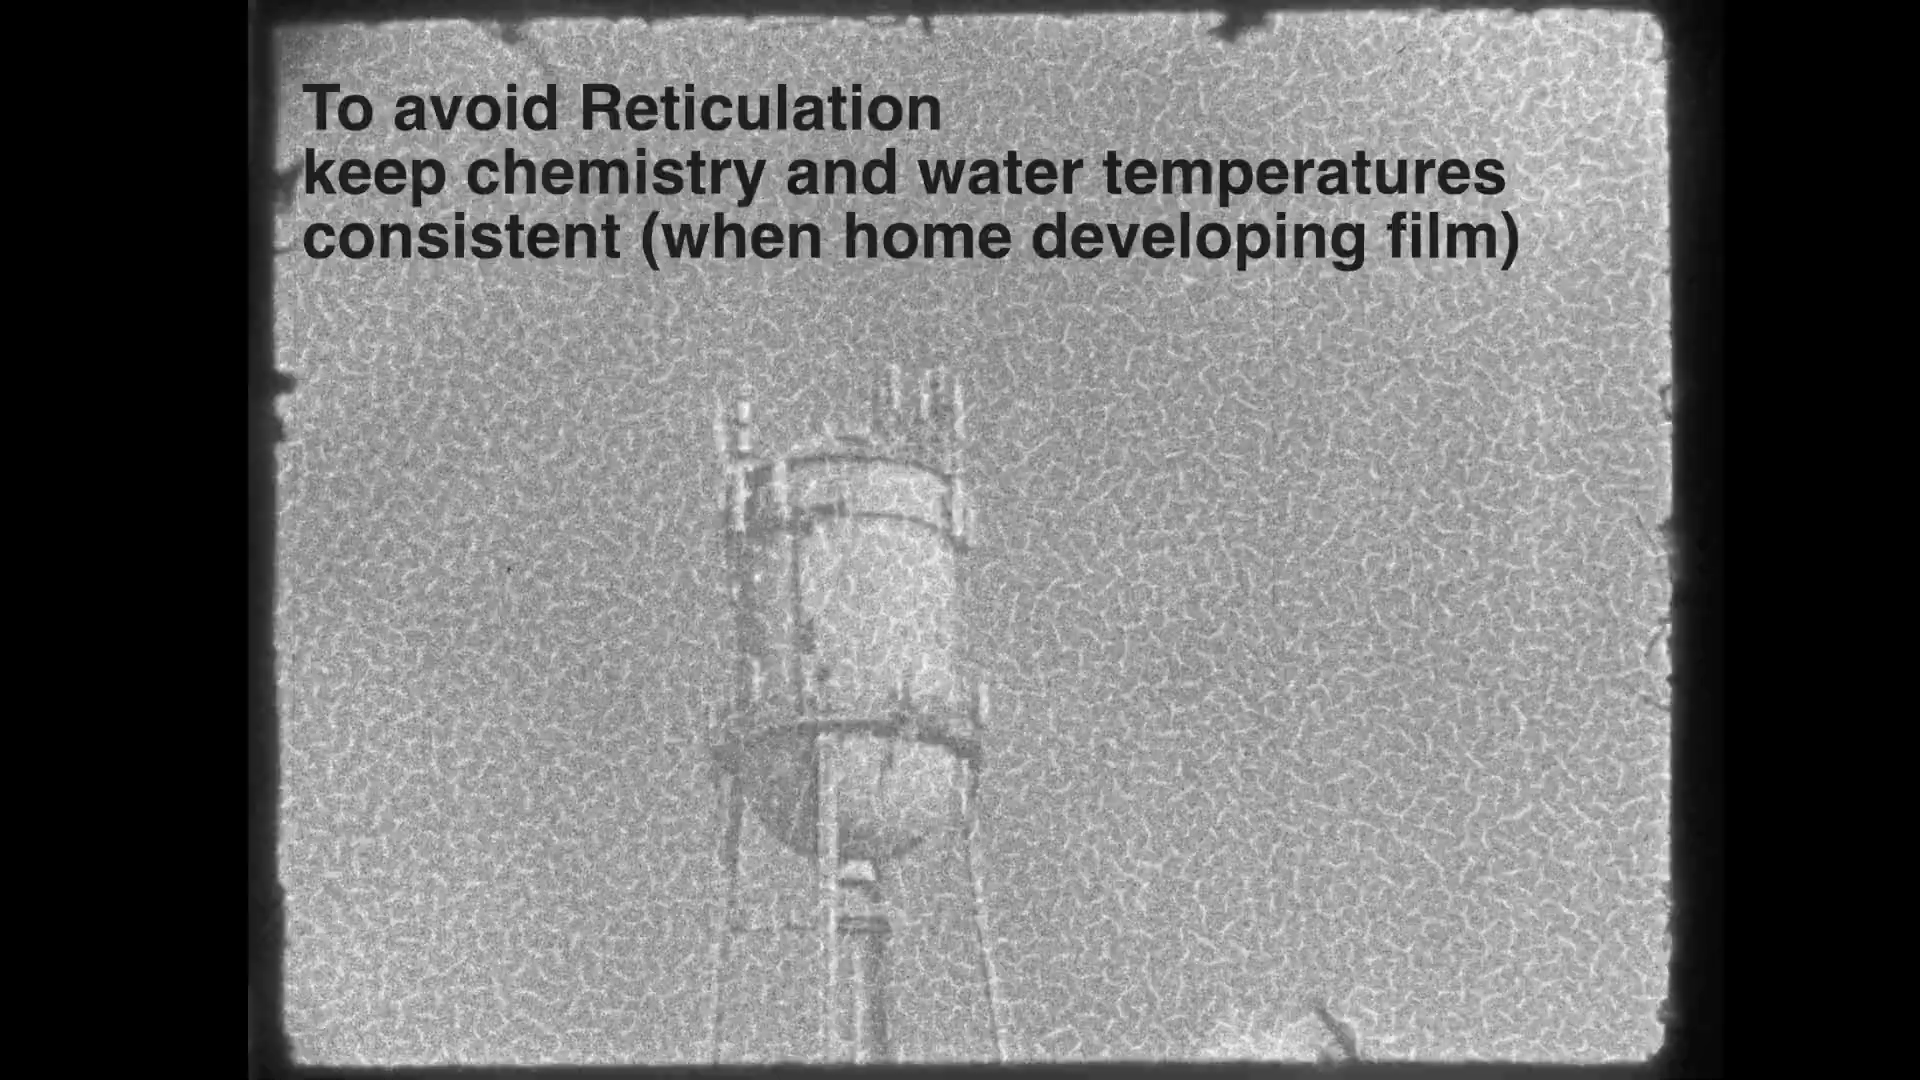 To avoid Reticulation
keep chemistry and water temperatures
consistent (when home developing film)